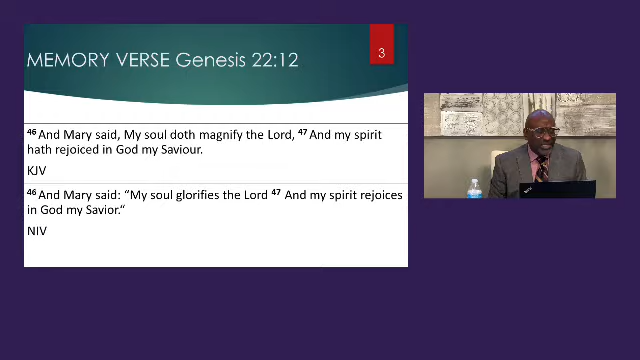 MEMORY VERSE Genesis 22:12
3
46 And Mary said, My soul doth magnify the Lord, 47 And my spirit
hath rejoiced in God my Saviour.
KJV
46 And Mary said: “My soul glorifies the Lord 47 And my spirit rejoices
in God my Savior.“
NIV